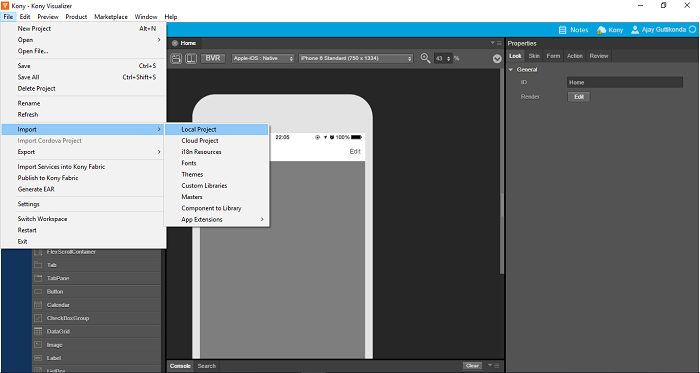 Kony - Kony Visualizer
File Edit Preview Product Marketplace Window Help
Notes Kony Ajay Guttikonda
New Project Alt+N
Open
Open File...
Save Ctrl+S
Save All Ctrl+Shift+S
Delete Project
Rename
Refresh
Import
Import Cordova Project
Export
Import Services into Kony Fabric
Publish to Kony Fabric
Generate EAR
Settings
Switch Workspace
Restart
Exit
Local Project
Cloud Project
i18n Resources
Fonts
Themes
Custom Libraries
Masters
Component to Library
App Extensions
Home
BVR Apple-iOS : Native iPhone 6 Standard (750 x 1334) 43 %
22:05 100%
Edit
FlexScrollContainer
Tab
TabPane
Button
Calendar
CheckBoxGroup
DataGrid
Image
Label
ListBox
Console Search Clear
Properties
Look Skin Form Action Review
General
ID Home
Render Edit